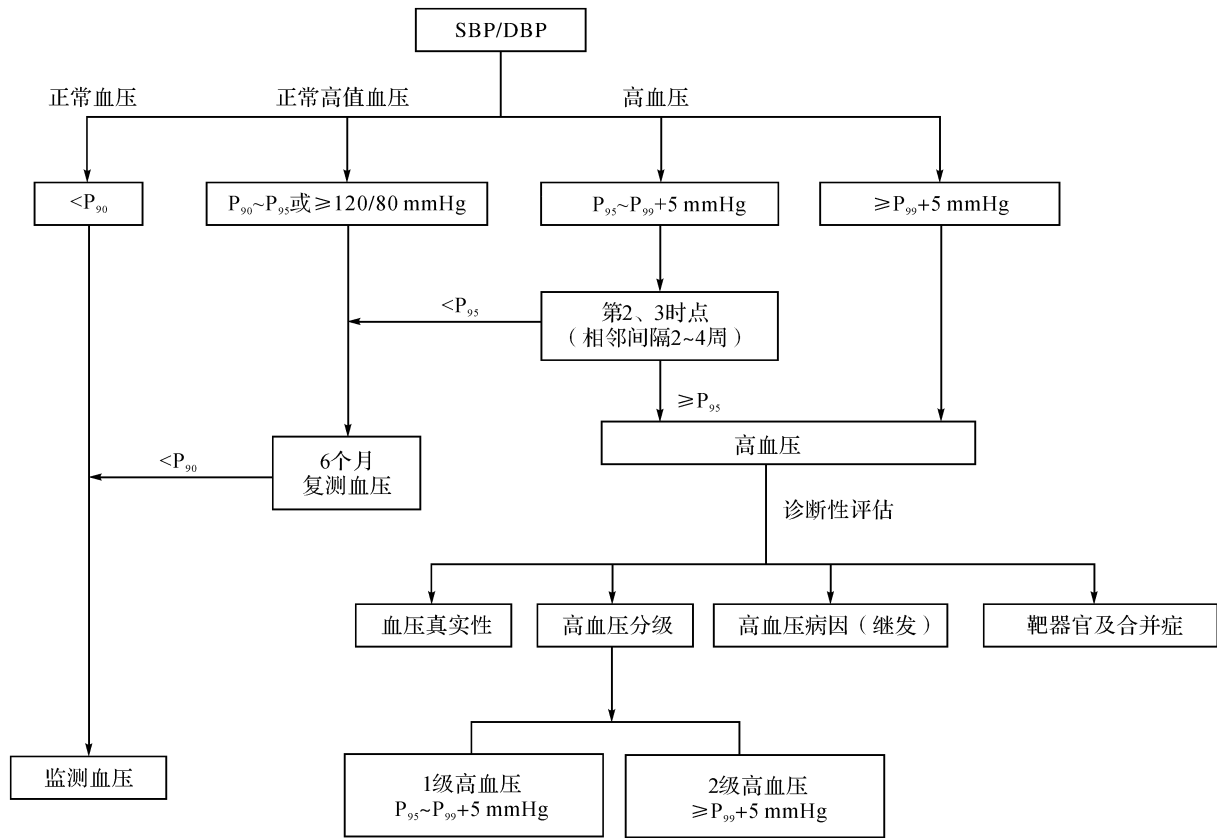 SBP/DBP
正常血压
正常高值血压
高血压
<P₉₀
P₉₀~P₉₅或≥120/80 mmHg
P₉₅~P₉₉+5 mmHg
≥P₉₉+5 mmHg
<P₉₅
第2、3时点
（相邻间隔2~4周）
≥P₉₅
高血压
<P₉₀
6个月
复测血压
诊断性评估
血压真实性
高血压分级
高血压病因（继发）
靶器官及合并症
监测血压
1级高血压
P₉₅~P₉₉+5 mmHg
2级高血压
≥P₉₉+5 mmHg